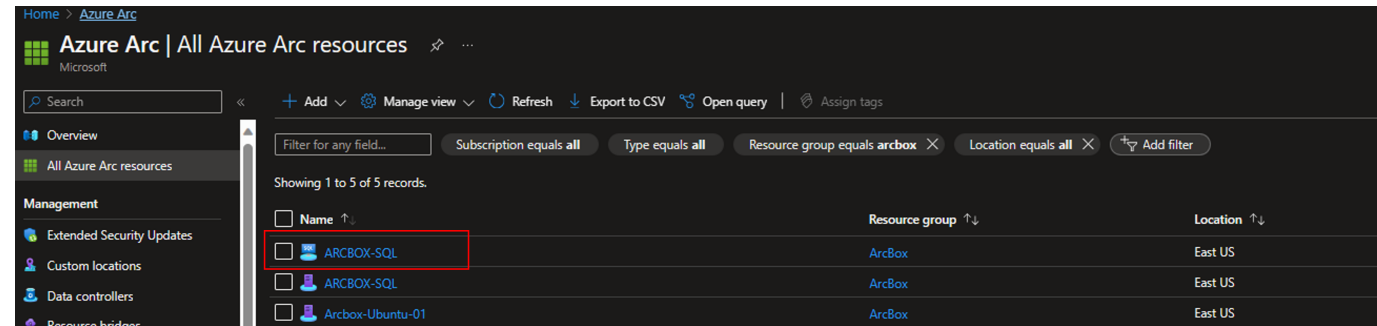 Home > Azure Arc
Azure Arc | All Azure Arc resources
Microsoft
Search
Overview
All Azure Arc resources
Management
Extended Security Updates
Custom locations
Data controllers
Resource bridges
Add Manage view Refresh Export to CSV Open query | Assign tags
Filter for any field... Subscription equals all Type equals all Resource group equals arcbox Location equals all Add filter
Showing 1 to 5 of 5 records.
Name Resource group Location
SQL ARCBOX-SQL ArcBox East US
ARCBOX-SQL ArcBox East US
Arcbox-Ubuntu-01 ArcBox East US